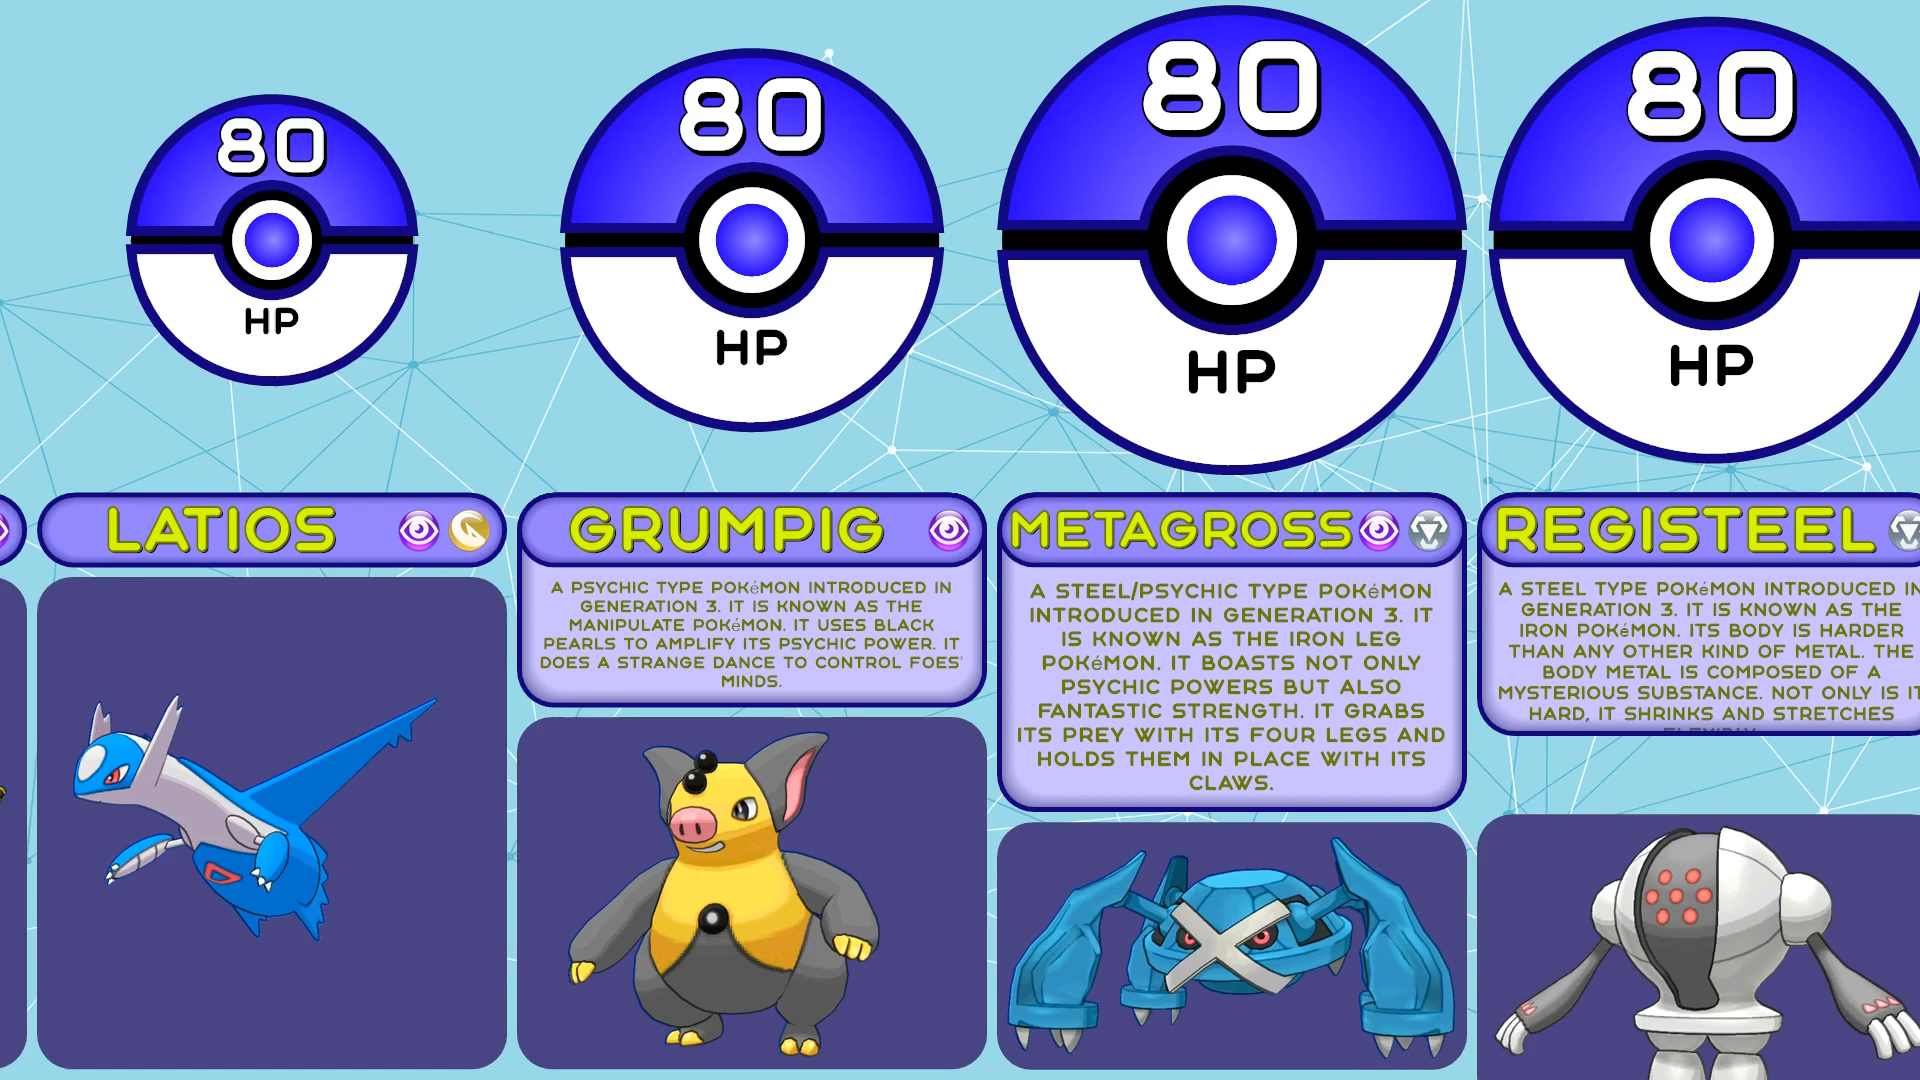 80
HP
80
HP
80
HP
80
HP
LATIOS
GRUMPIG
A PSYCHIC TYPE POKéMON INTRODUCED IN
GENERATION 3. IT IS KNOWN AS THE
MANIPULATE POKéMON. IT USES BLACK
PEARLS TO AMPLIFY ITS PSYCHIC POWER. IT
DOES A STRANGE DANCE TO CONTROL FOES'
MINDS.
METAGROSS
A STEEL/PSYCHIC TYPE POKéMON
INTRODUCED IN GENERATION 3. IT
IS KNOWN AS THE IRON LEG
POKéMON. IT BOASTS NOT ONLY
PSYCHIC POWERS BUT ALSO
FANTASTIC STRENGTH. IT GRABS
ITS PREY WITH ITS FOUR LEGS AND
HOLDS THEM IN PLACE WITH ITS
CLAWS.
REGISTEEL
A STEEL TYPE POKéMON INTRODUCED IN
GENERATION 3. IT IS KNOWN AS THE
IRON POKéMON. ITS BODY IS HARDER
THAN ANY OTHER KIND OF METAL. THE
BODY METAL IS COMPOSED OF A
MYSTERIOUS SUBSTANCE. NOT ONLY IS IT
HARD, IT SHRINKS AND STRETCHES